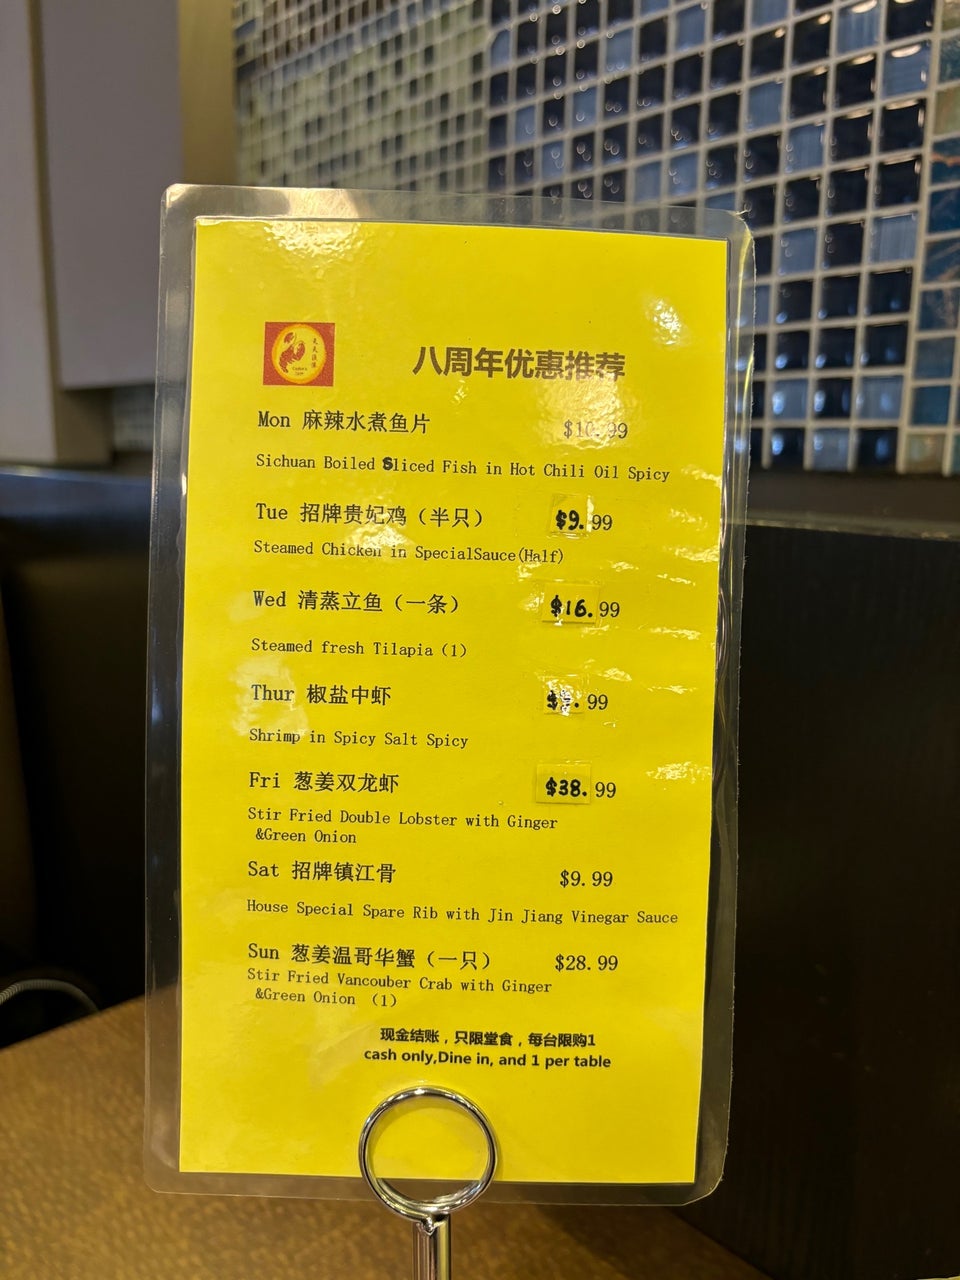 八周年优惠推荐
Mon 麻辣水煮鱼片 $10.99
Sichuan Boiled Sliced Fish in Hot Chili Oil Spicy
Tue 招牌贵妃鸡（半只） $9.99
Steamed Chicken in SpecialSauce(Half)
Wed 清蒸立鱼（一条） $16.99
Steamed fresh Tilapia (1)
Thur 椒盐中虾
Shrimp in Spicy Salt Spicy
Fri 葱姜双龙虾 $38.99
Stir Fried Double Lobster with Ginger
&Green Onion
Sat 招牌镇江骨 $9.99
House Special Spare Rib with Jin Jiang Vinegar Sauce
Sun 葱姜温哥华蟹（一只） $28.99
Stir Fried Vancouber Crab with Ginger
&Green Onion (1)
现金结账，只限堂食，每台限购1
cash only,Dine in, and 1 per table